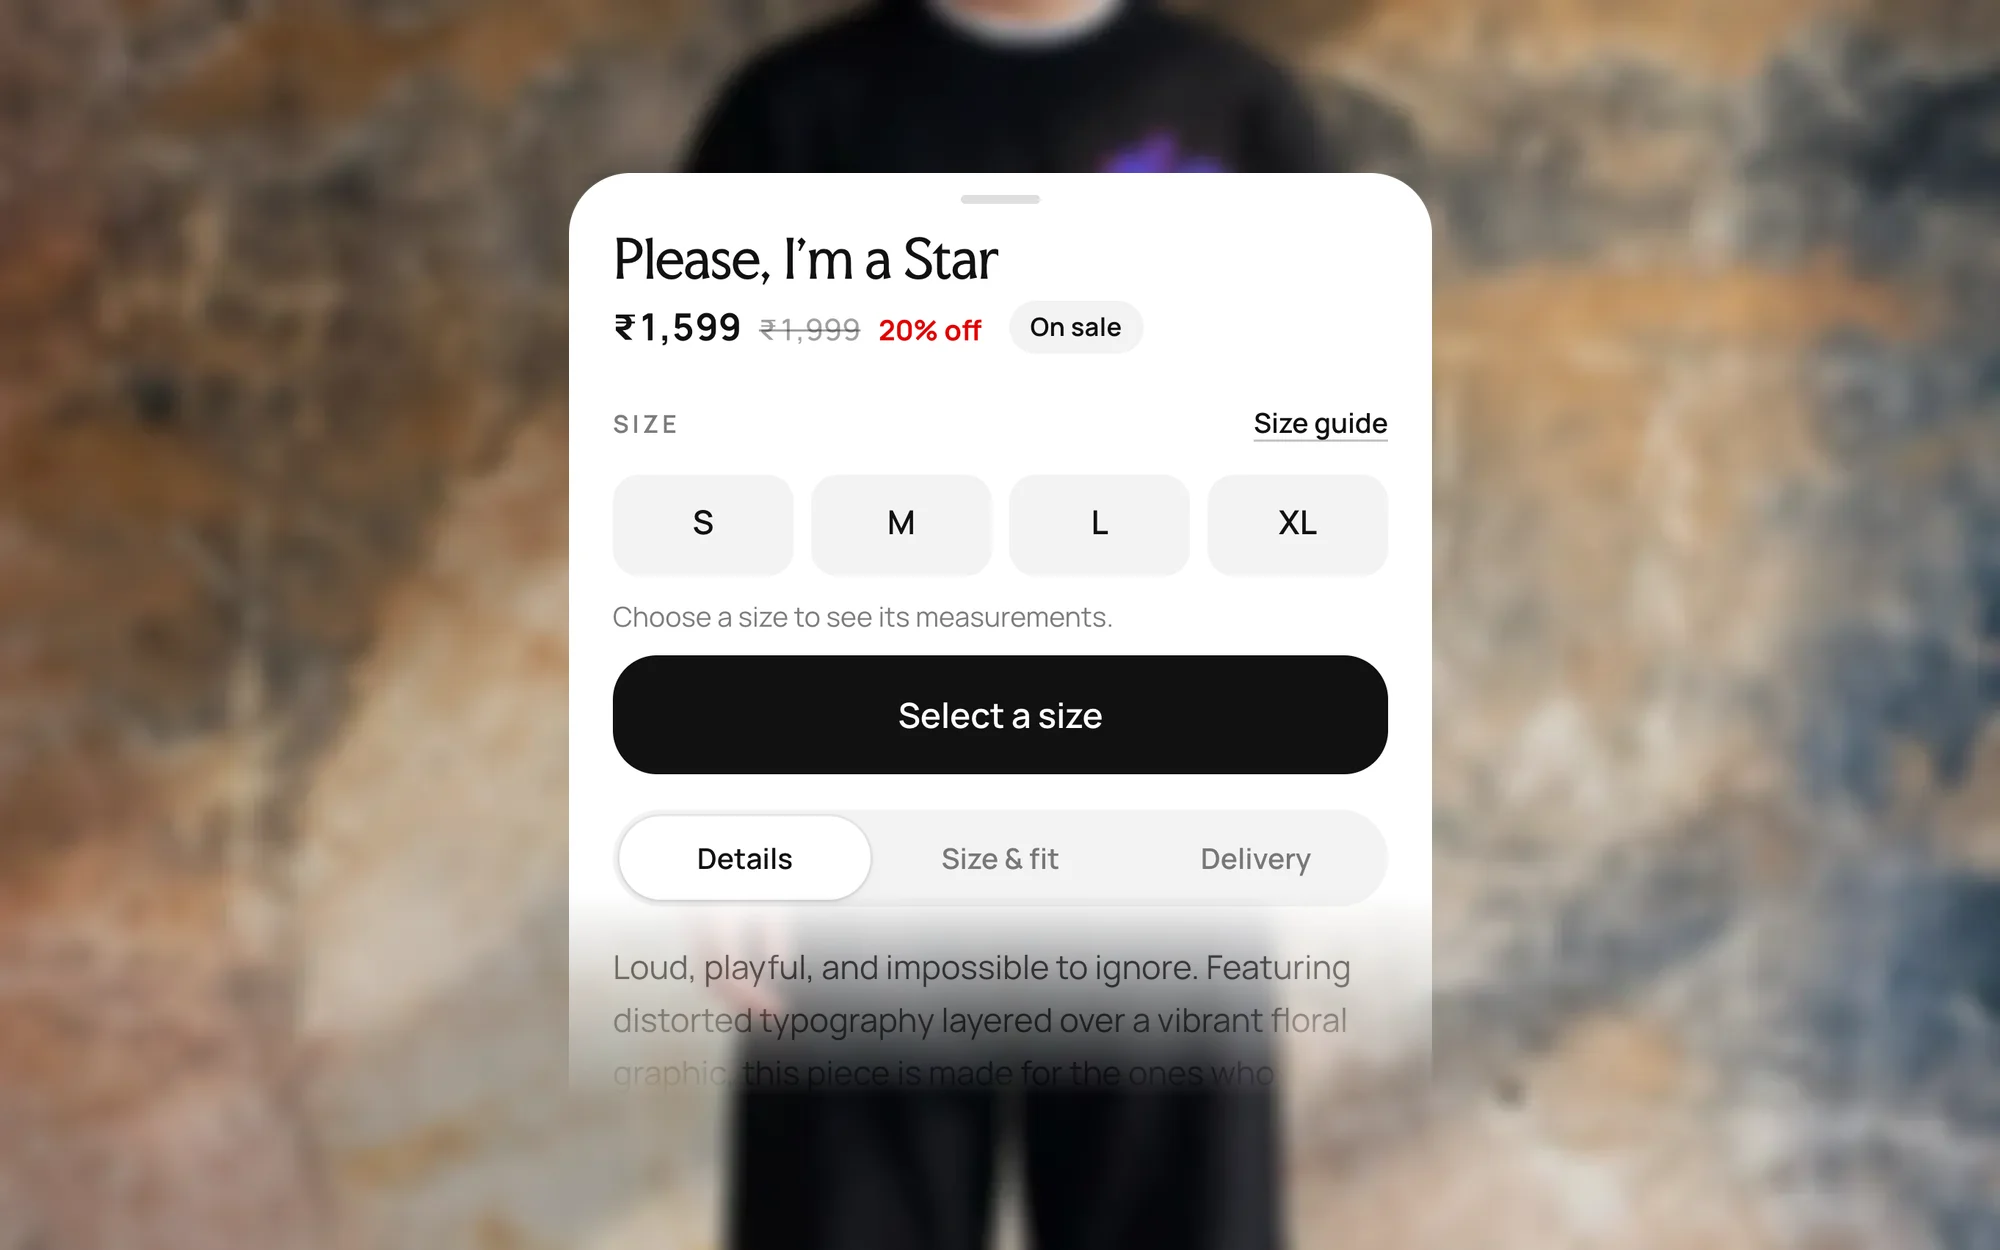 Please, I’m a Star
₹1,599 ₹1,999 20% off On sale
SIZE Size guide
S M L XL
Choose a size to see its measurements.
Select a size
Details Size & fit Delivery
Loud, playful, and impossible to ignore. Featuring
distorted typography layered over a vibrant floral
graphic, this piece is made for the ones who